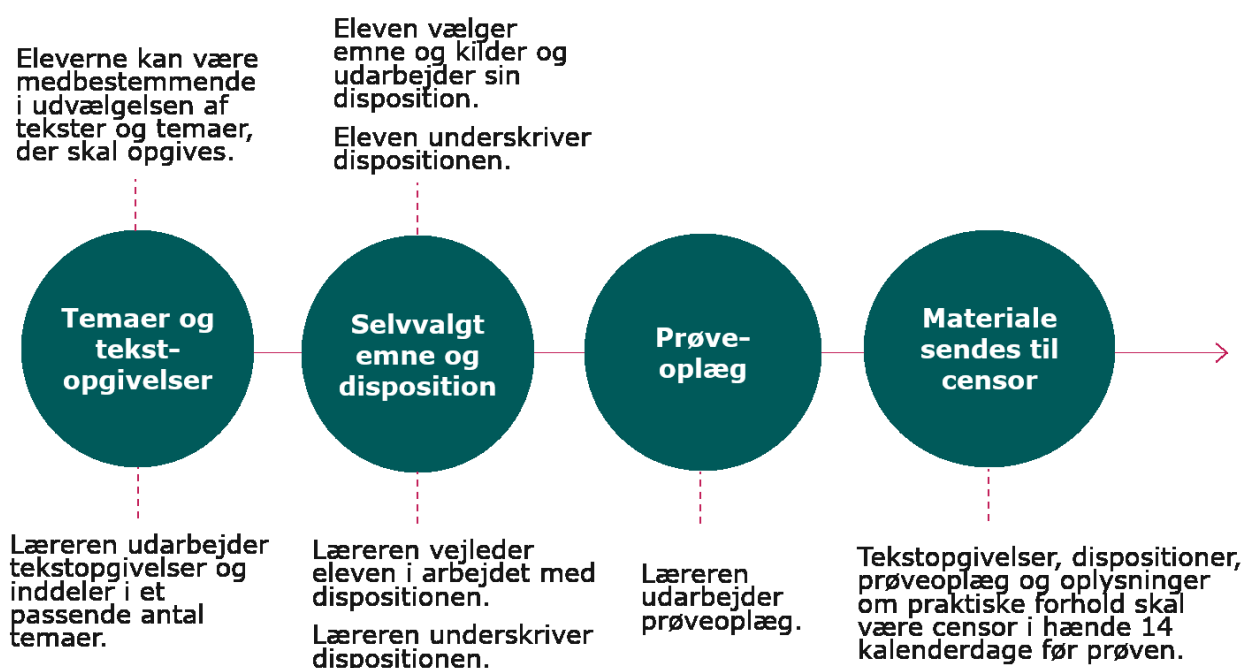 Eleverne kan være
medbestemmende
i udvælgelsen af
tekster og temaer,
der skal opgives.
Eleven vælger
emne og kilder og
udarbejder sin
disposition.
Eleven underskriver
dispositionen.
Temaer og
tekst-
opgivelser
Selvvalgt
emne og
disposition
Prøve-
oplæg
Materiale
sendes til
censor
Læreren udarbejder
tekstopgivelser og
inddeler i et
passende antal
temaer.
Læreren vejleder
eleven i arbejdet med
dispositionen.
Læreren underskriver
dispositionen.
Læreren
udarbejder
prøveoplæg.
Tekstopgivelser, dispositioner,
prøveoplæg og oplysninger
om praktiske forhold skal
være censor i hænde 14
kalenderdage før prøven.